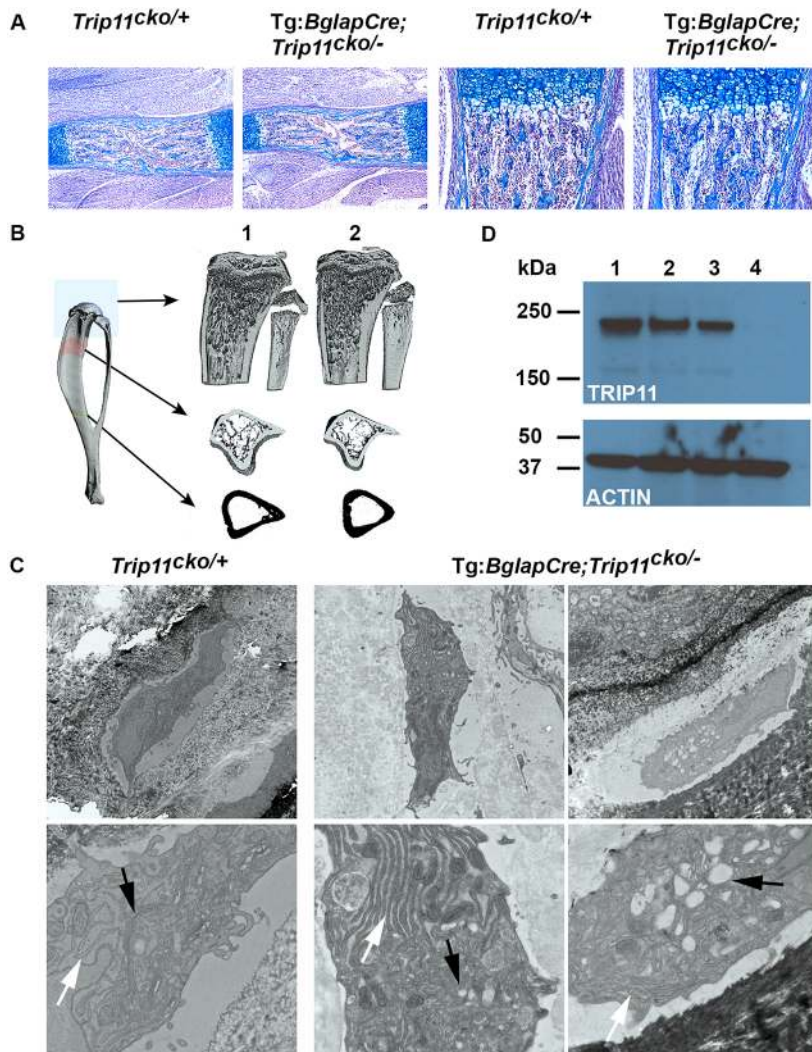 A
Trip11cko/+
Tg:BglapCre;
Trip11cko/-
Trip11cko/+
Tg:BglapCre;
Trip11cko/-
B
1
2
D
kDa
1 2 3 4
250
150
TRIP11
50
37
ACTIN
C
Trip11cko/+
Tg:BglapCre;Trip11cko/-